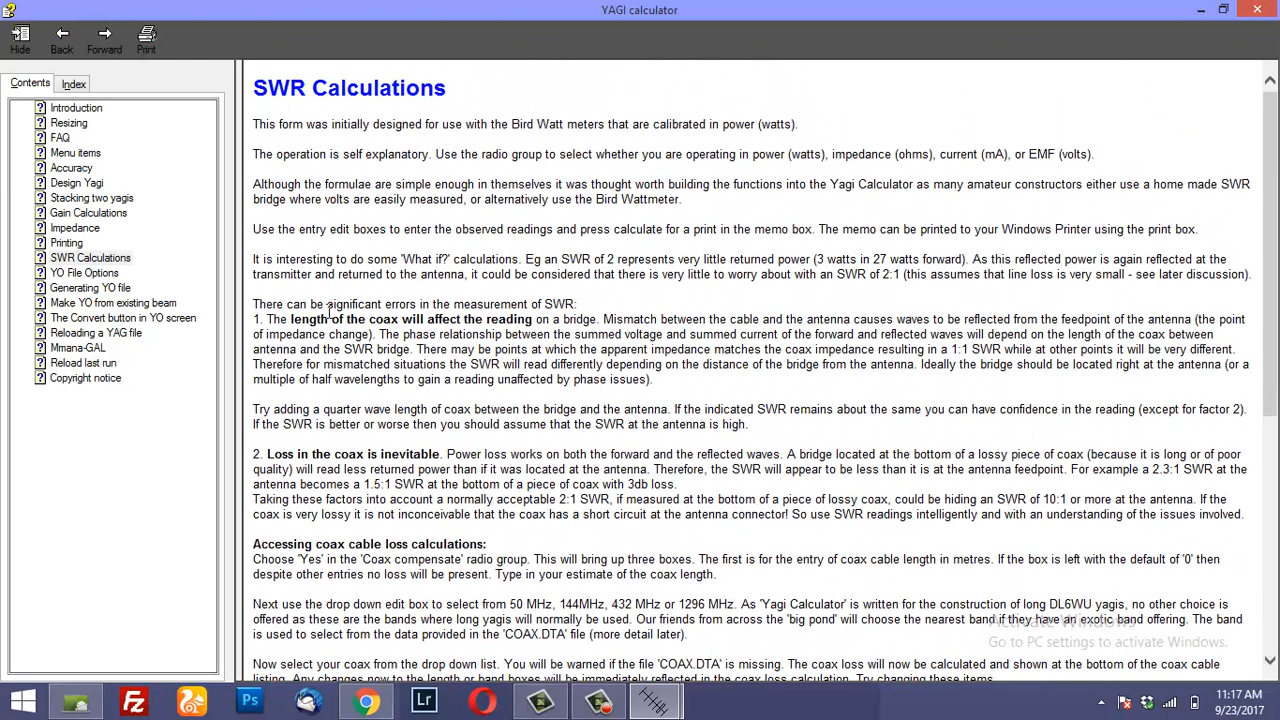 YAGI calculator
Hide
Back
Forward
Print
Contents
Index
Introduction
Resizing
FAQ
Menu items
Accuracy
Design Yagi
Stacking two yagis
Gain Calculations
Impedance
Printing
SWR Calculations
YO File Options
Generating YO file
Make YO from existing beam
The Convert button in YO screen
Reloading a YAG file
Mmana-GAL
Reload last run
Copyright notice
SWR Calculations
This form was initially designed for use with the Bird Watt meters that are calibrated in power (watts).
The operation is self explanatory. Use the radio group to select whether you are operating in power (watts), impedance (ohms), current (mA), or EMF (volts).
Although the formulae are simple enough in themselves it was thought worth building the functions into the Yagi Calculator as many amateur constructors either use a home made SWR
bridge where volts are easily measured, or alternatively use the Bird Wattmeter.
Use the entry edit boxes to enter the observed readings and press calculate for a print in the memo box. The memo can be printed to your Windows Printer using the print box.
It is interesting to do some 'What if?' calculations. Eg an SWR of 2 represents very little returned power (3 watts in 27 watts forward). As this reflected power is again reflected at the
transmitter and returned to the antenna, it could be considered that there is very little to worry about with an SWR of 2:1 (this assumes that line loss is very small - see later discussion).
There can be significant errors in the measurement of SWR:
1. The length of the coax will affect the reading on a bridge. Mismatch between the cable and the antenna causes waves to be reflected from the feedpoint of the antenna (the point
of impedance change). The phase relationship between the summed voltage and summed current of the forward and reflected waves will depend on the length of the coax between
antenna and the SWR bridge. There may be points at which the apparent impedance matches the coax impedance resulting in a 1:1 SWR while at other points it will be very different.
Therefore for mismatched situations the SWR will read differently depending on the distance of the bridge from the antenna. Ideally the bridge should be located right at the antenna (or a
multiple of half wavelengths to gain a reading unaffected by phase issues).
Try adding a quarter wave length of coax between the bridge and the antenna. If the indicated SWR remains about the same you can have confidence in the reading (except for factor 2).
If the SWR is better or worse then you should assume that the SWR at the antenna is high.
2. Loss in the coax is inevitable. Power loss works on both the forward and the reflected waves. A bridge located at the bottom of a lossy piece of coax (because it is long or of poor
quality) will read less returned power than if it was located at the antenna. Therefore, the SWR will appear to be less than it is at the antenna feedpoint. For example a 2.3:1 SWR at the
antenna becomes a 1.5:1 SWR at the bottom of a piece of coax with 3db loss.
Taking these factors into account a normally acceptable 2:1 SWR, if measured at the bottom of a piece of lossy coax, could be hiding an SWR of 10:1 or more at the antenna. If the
coax is very lossy it is not inconceivable that the coax has a short circuit at the antenna connector! So use SWR readings intelligently and with an understanding of the issues involved.
Accessing coax cable loss calculations:
Choose 'Yes' in the 'Coax compensate' radio group. This will bring up three boxes. The first is for the entry of coax cable length in metres. If the box is left with the default of '0' then
despite other entries no loss will be present. Type in your estimate of the coax length.
Next use the drop down edit box to select from 50 MHz, 144MHz, 432 MHz or 1296 MHz. As 'Yagi Calculator' is written for the construction of long DL6WU yagis, no other choice is
offered as these are the bands where long yagis will normally be used. Our friends from across the 'big pond' will choose the nearest band if they have an exotic band offering. The band
is used to select from the data provided in the 'COAX.DTA' file (more detail later).
Now select your coax from the drop down list. You will be warned if the file 'COAX.DTA' is missing. The coax loss will now be calculated and shown at the bottom of the coax cable
listing. Any changes now to the length or band boxes will be immediately reflected in the coax loss calculation. Try changing these items.
Activate Windows
Go to PC settings to activate Windows.
Ps
Lr
11:17 AM
9/23/2017